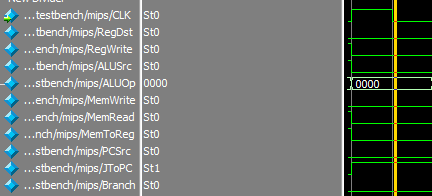 New Divider
...testbench/mips/CLK St0
...tbench/mips/RegDst St0
...ench/mips/RegWrite St0
...tbench/mips/ALUSrc St0
...stbench/mips/ALUOp 0000 0000
...ench/mips/MemWrite St0
...ench/mips/MemRead St0
...nch/mips/MemToReg St0
...stbench/mips/PCSrc St0
...stbench/mips/JToPC St1
...stbench/mips/Branch St0